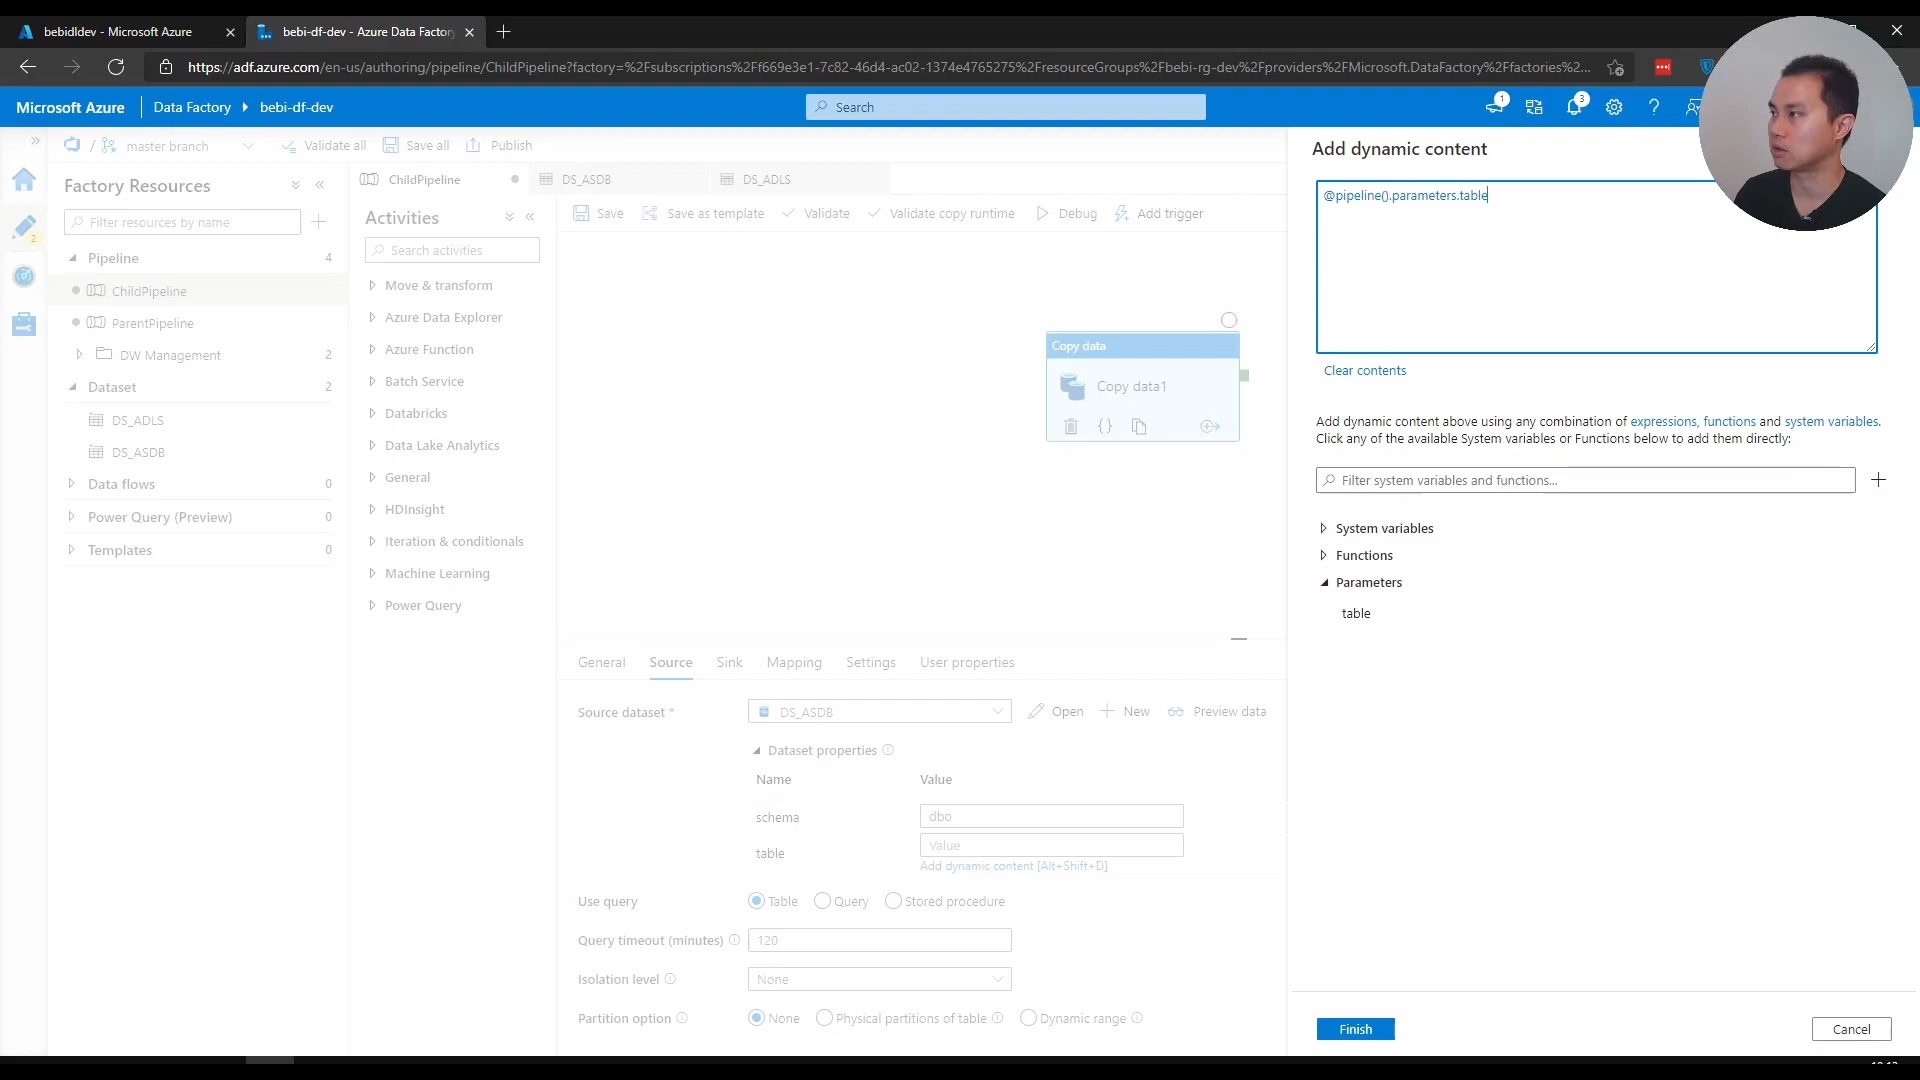 bebidldev - Microsoft Azure
bebi-df-dev - Azure Data Factory
https://adf.azure.com/en-us/authoring/pipeline/ChildPipeline?factory=%2Fsubscriptions%2Ff669e3e1-7c82-46d4-ac02-1374e4765275%2FresourceGroups%2Fbebi-rg-dev%2Fproviders%2FMicrosoft.DataFactory%2Ffactories%2...
Microsoft Azure
Data Factory
bebi-df-dev
Search
1
3
/
master branch
Validate all
Save all
Publish
Factory Resources
Filter resources by name
2
Pipeline 4
ChildPipeline
ParentPipeline
DW Management 2
Dataset 2
DS_ADLS
DS_ASDB
Data flows 0
Power Query (Preview) 0
Templates 0
ChildPipeline
DS_ASDB
DS_ADLS
Activities
Search activities
Move & transform
Azure Data Explorer
Azure Function
Batch Service
Databricks
Data Lake Analytics
General
HDInsight
Iteration & conditionals
Machine Learning
Power Query
Save
Save as template
Validate
Validate copy runtime
Debug
Add trigger
Copy data
Copy data1
General
Source
Sink
Mapping
Settings
User properties
Source dataset *
DS_ASDB
Open
New
Preview data
Dataset properties
Name Value
schema dbo
table Value
Add dynamic content [Alt+Shift+D]
Use query
Table
Query
Stored procedure
Query timeout (minutes)
120
Isolation level
None
Partition option
None
Physical partitions of table
Dynamic range
Add dynamic content
@pipeline().parameters.table
Clear contents
Add dynamic content above using any combination of expressions, functions and system variables.
Click any of the available System variables or Functions below to add them directly:
Filter system variables and functions...
System variables
Functions
Parameters
table
Finish
Cancel